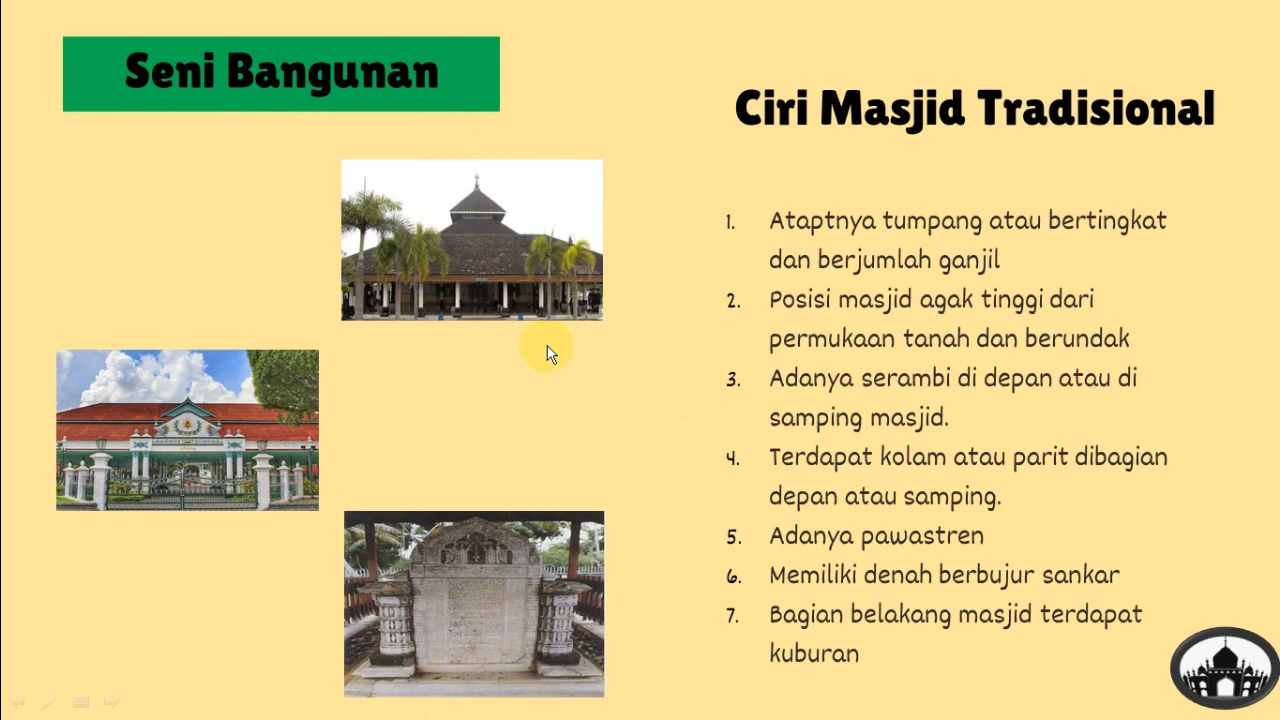 Seni Bangunan
Ciri Masjid Tradisional
1. Ataptnya tumpang atau bertingkat
dan berjumlah ganjil
2. Posisi masjid agak tinggi dari
permukaan tanah dan berundak
3. Adanya serambi di depan atau di
samping masjid.
4. Terdapat kolam atau parit dibagian
depan atau samping.
5. Adanya pawastren
6. Memiliki denah berbujur sankar
7. Bagian belakang masjid terdapat
kuburan